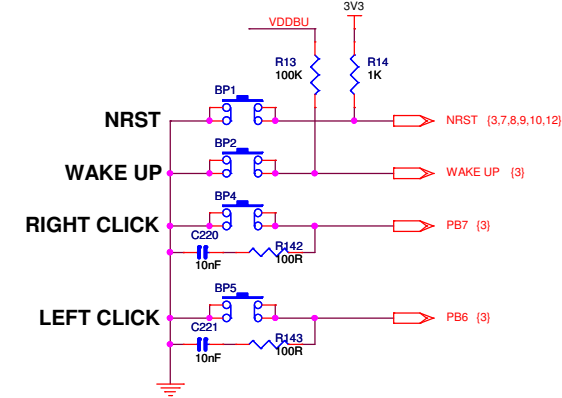 3V3
VDDBU
R13
100K
R14
1K
BP1
NRST
NRST {3,7,8,9,10,12}
BP2
WAKE UP
WAKE UP {3}
BP4
RIGHT CLICK
PB7 {3}
C220
10nF
R142
100R
BP5
LEFT CLICK
PB6 {3}
C221
10nF
R143
100R